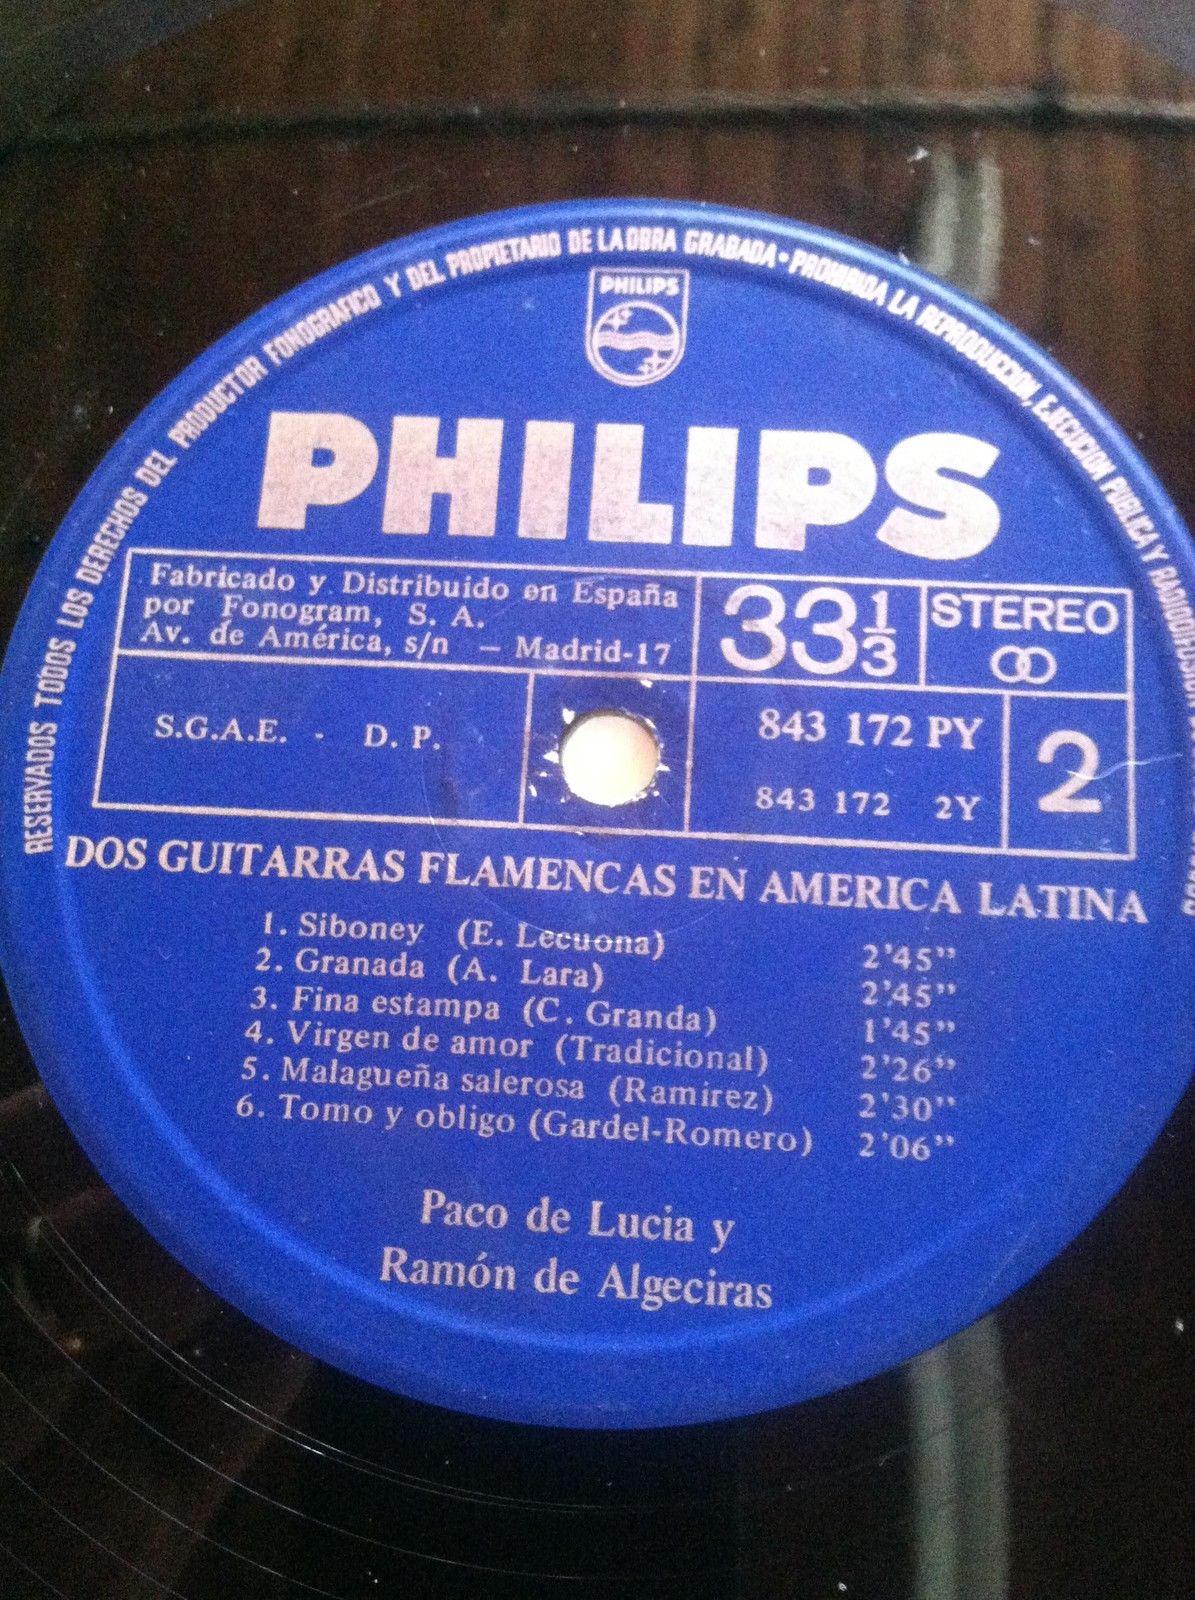 RESERVADOS TODOS LOS DERECHOS DEL PRODUCTOR FONOGRAFICO Y DEL PROPIETARIO DE LA OBRA GRABADA · PROHIBIDA LA REPRODUCCION, EJECUCION PUBLICA Y RADIODIFUSION
PHILIPS
PHILIPS
Fabricado y Distribuido en España
por Fonogram, S. A.
Av. de América, s/n — Madrid-17
33 1/3
STEREO
S.G.A.E. - D. P.
843 172 PY
843 172 2Y
2
DOS GUITARRAS FLAMENCAS EN AMERICA LATINA
1. Siboney (E. Lecuona) 2'45"
2. Granada (A. Lara) 2'45"
3. Fina estampa (C. Granda) 1'45"
4. Virgen de amor (Tradicional) 2'26"
5. Malagueña salerosa (Ramirez) 2'30"
6. Tomo y obligo (Gardel-Romero) 2'06"
Paco de Lucia y
Ramón de Algeciras